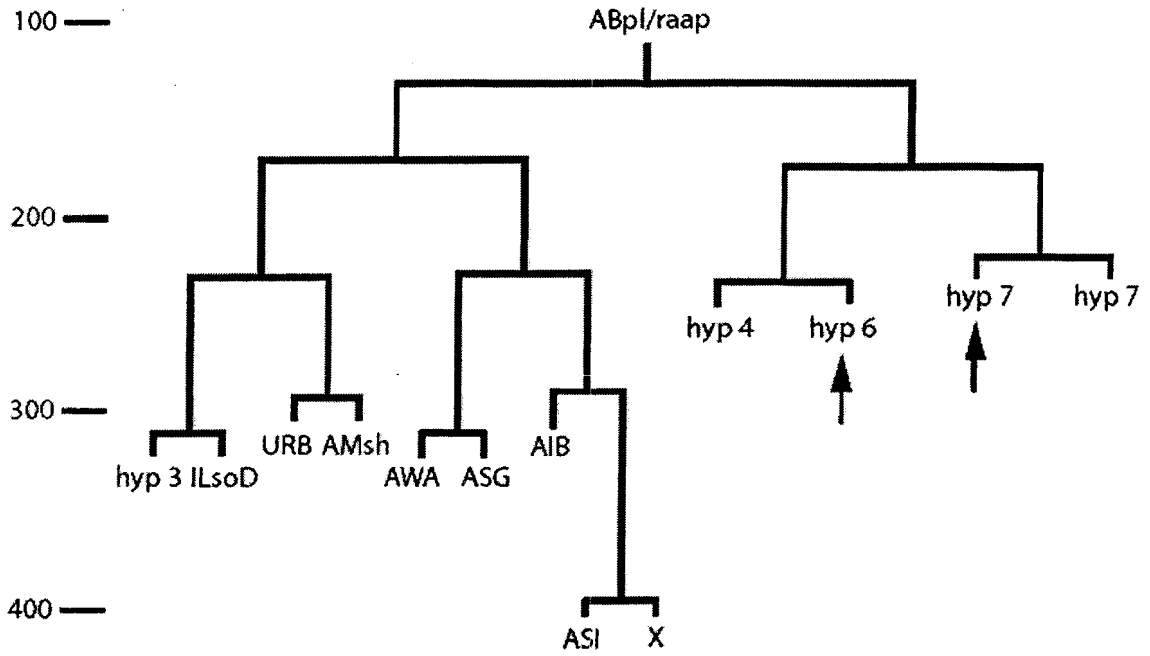 100
ABpl/raap
200
hyp 7 hyp 7
hyp 4 hyp 6
300
URB AMsh
AIB
hyp 3 ILsoD
AWA ASG
400
ASI X